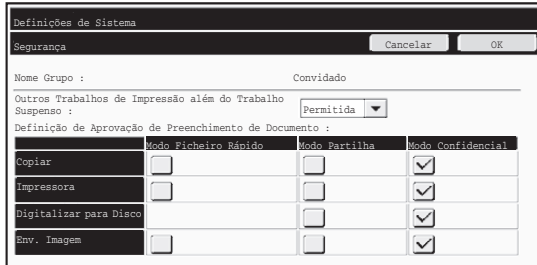 Definições de Sistema
Segurança
Cancelar
OK
Nome Grupo :
Convidado
Outros Trabalhos de Impressão além do Trabalho
Suspenso :
Permitida
Definição de Aprovação de Preenchimento de Documento :
Modo Ficheiro Rápido
Modo Partilha
Modo Confidencial
Copiar
Impressora
Digitalizar para Disco
Env. Imagem